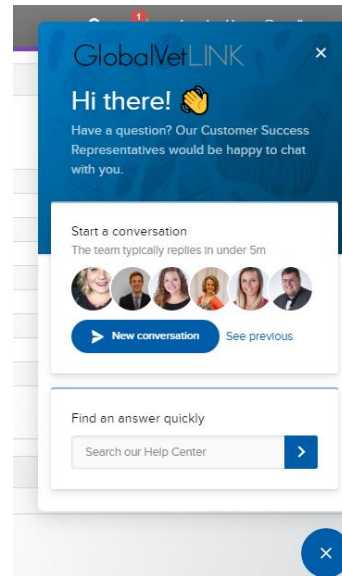 1
GlobalVetLINK
Hi there! 👋
Have a question? Our Customer Success
Representatives would be happy to chat
with you.
Start a conversation
The team typically replies in under 5m
New conversation
See previous
Find an answer quickly
Search our Help Center